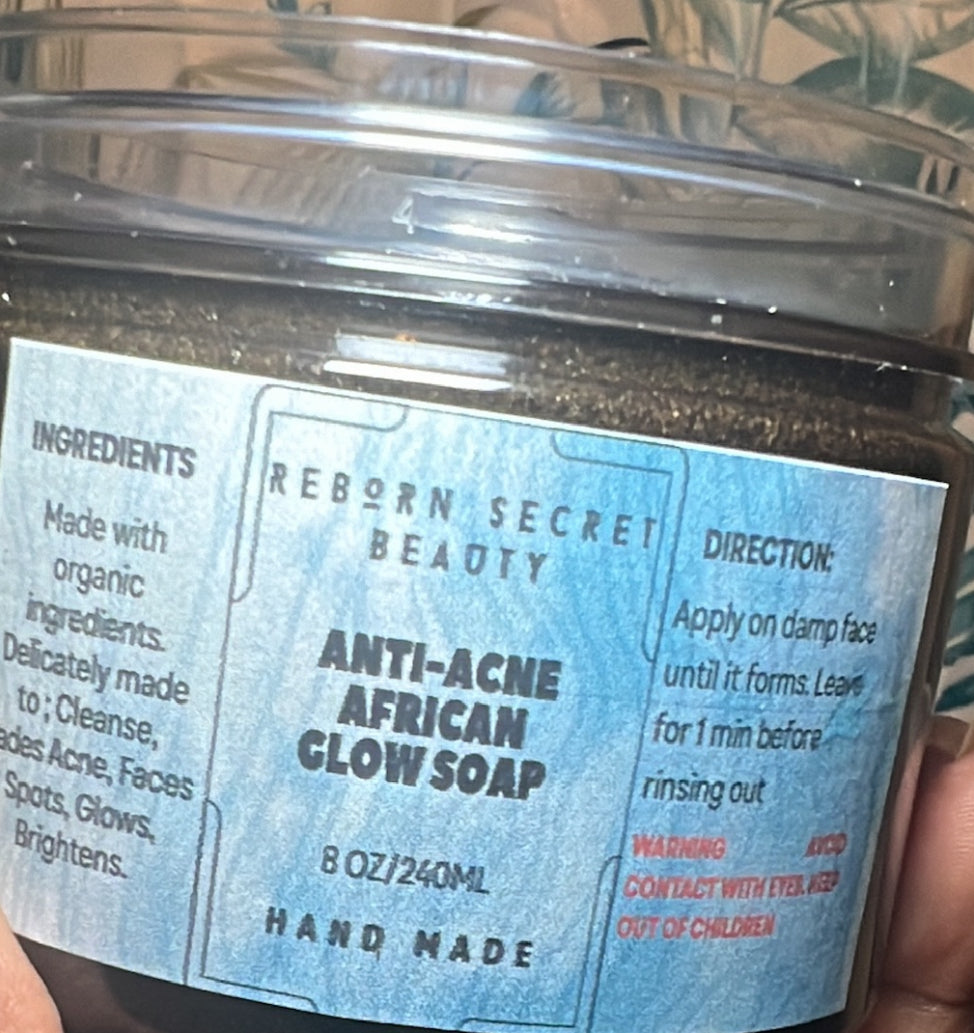 4
INGREDIENTS
Made with
organic
ingredients.
Delicately made
to ; Cleanse,
ades Acne, Faces
Spots, Glows,
Brightens.
REBORN SECRET
BEAUTY
ANTI-ACNE
AFRICAN
GLOW SOAP
8 OZ/240ML
HAND MADE
DIRECTION:
Apply on damp face
until it forms. Leave
for 1 min before
rinsing out
WARNING AVOID
CONTACT WITH EYES. KEEP
OUT OF CHILDREN